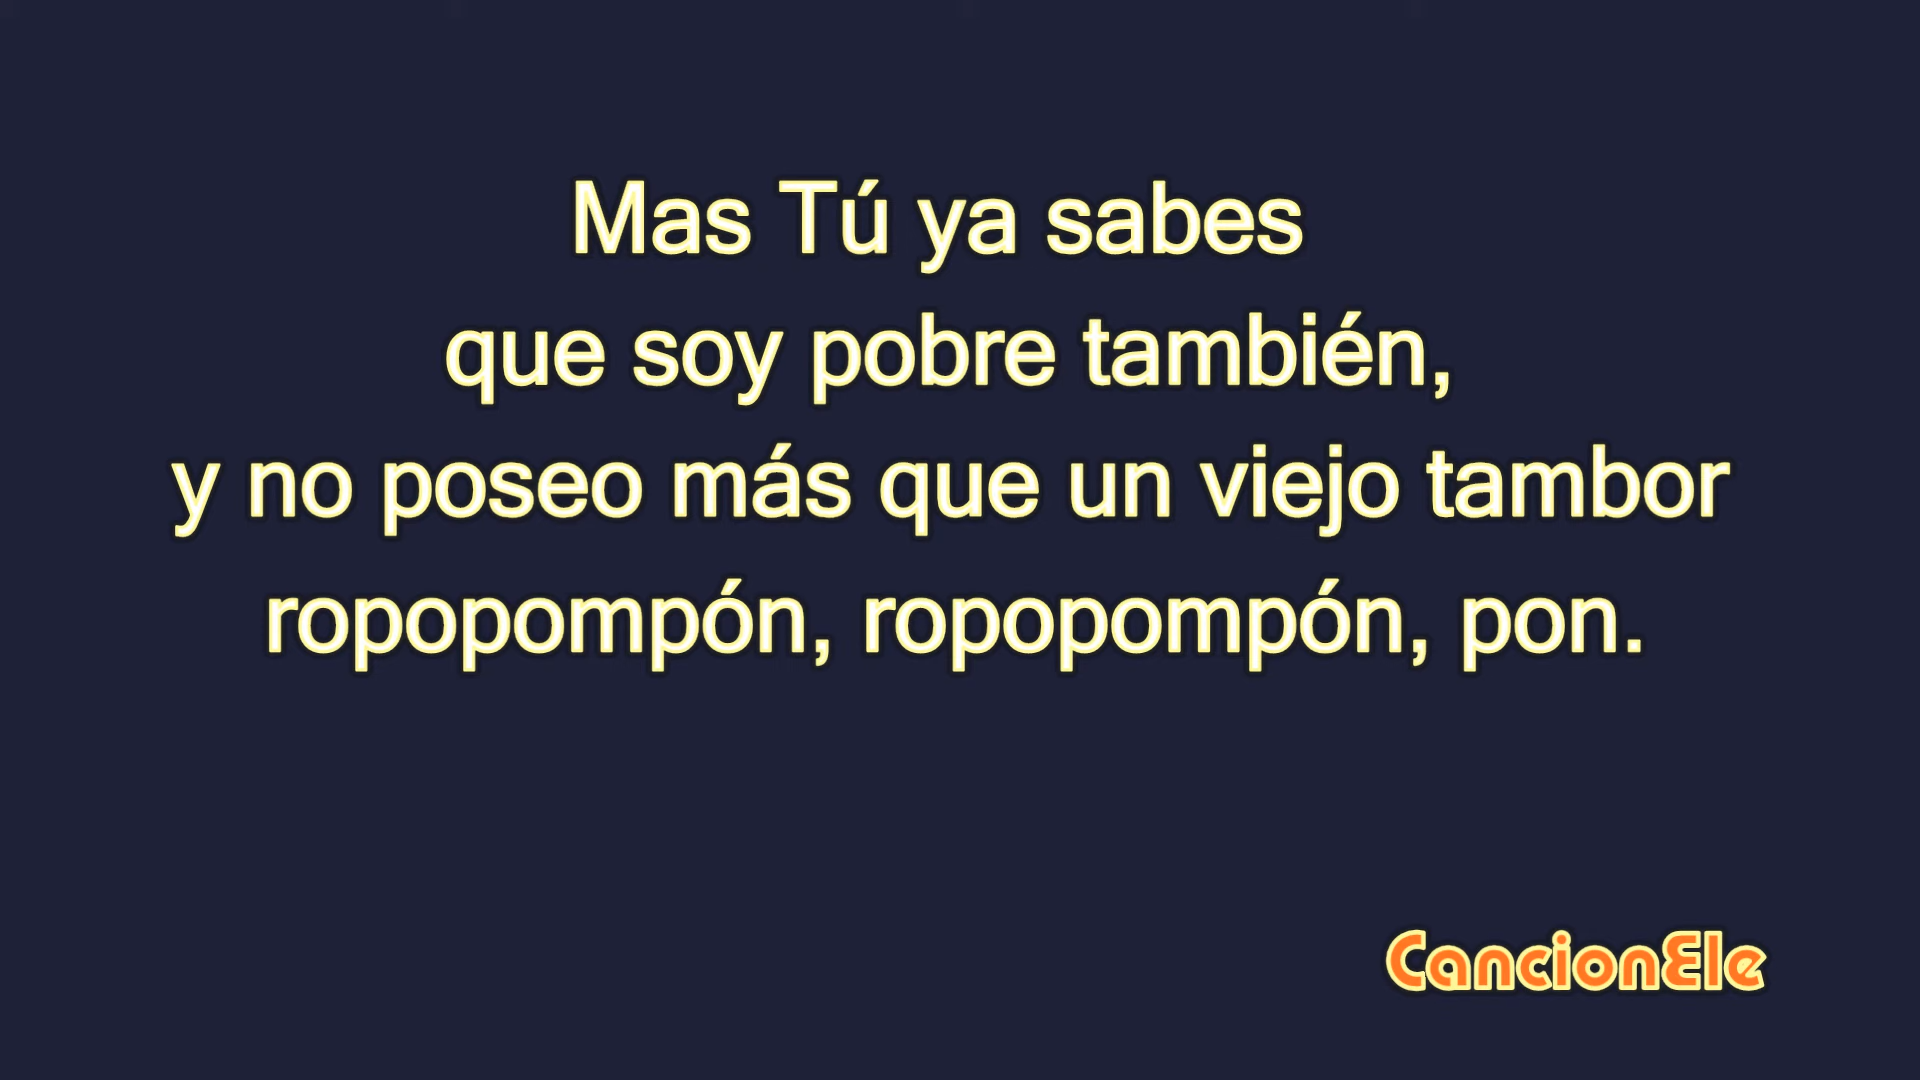 Mas Tú ya sabes
que soy pobre también,
y no poseo más que un viejo tambor
ropopompón, ropopompón, pon.
CancionEle